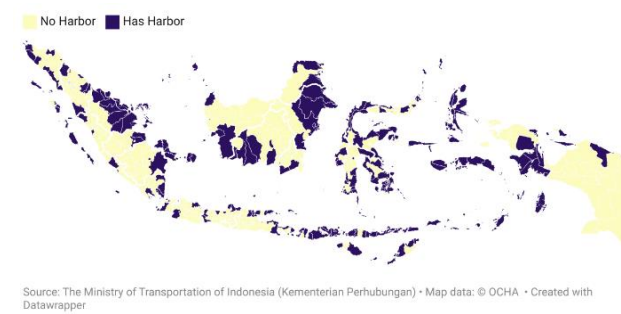 No Harbor Has Harbor
Source: The Ministry of Transportation of Indonesia (Kementerian Perhubungan) • Map data: © OCHA • Created with
Datawrapper